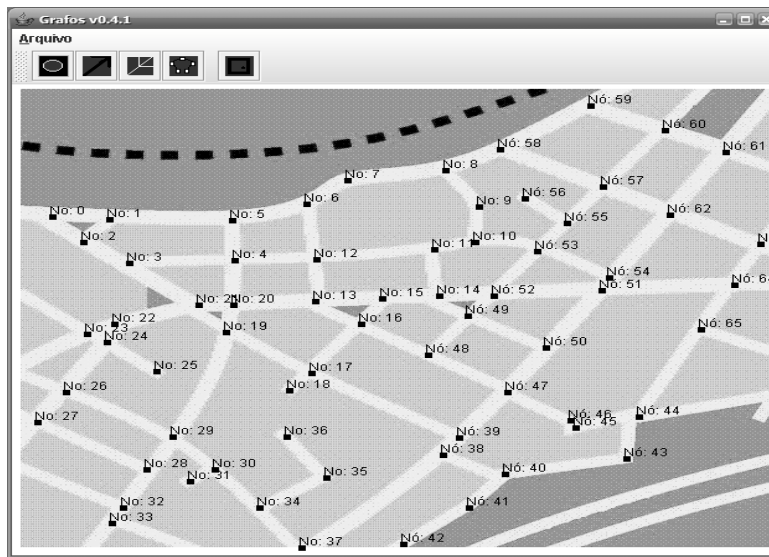 Grafos v0.4.1
Arquivo
Nó: 59
Nó: 60
Nó: 58
Nó: 61
No: 8
No: 7
Nó: 57
Nó: 56
No: 6
Nó: 9
No: 0
No: 1
No: 5
Nó: 55
Nó: 62
No: 2
No: 11
Nó: 10
Nó: 53
No: 3
No: 4
No: 12
Nó: 54
No: 20
No: 13
No: 15
No: 14
Nó: 52
Nó: 51
No: 22
No: 23
No: 24
No: 19
No: 16
Nó: 49
Nó: 65
Nó: 48
Nó: 50
No: 25
No: 17
No: 18
No: 26
Nó: 47
No: 27
No: 29
No: 36
No: 39
Nó: 46
Nó: 45
Nó: 44
No: 38
No: 28
No: 30
No: 31
No: 35
Nó: 40
Nó: 43
No: 32
No: 33
No: 34
Nó: 41
No: 37
No: 42